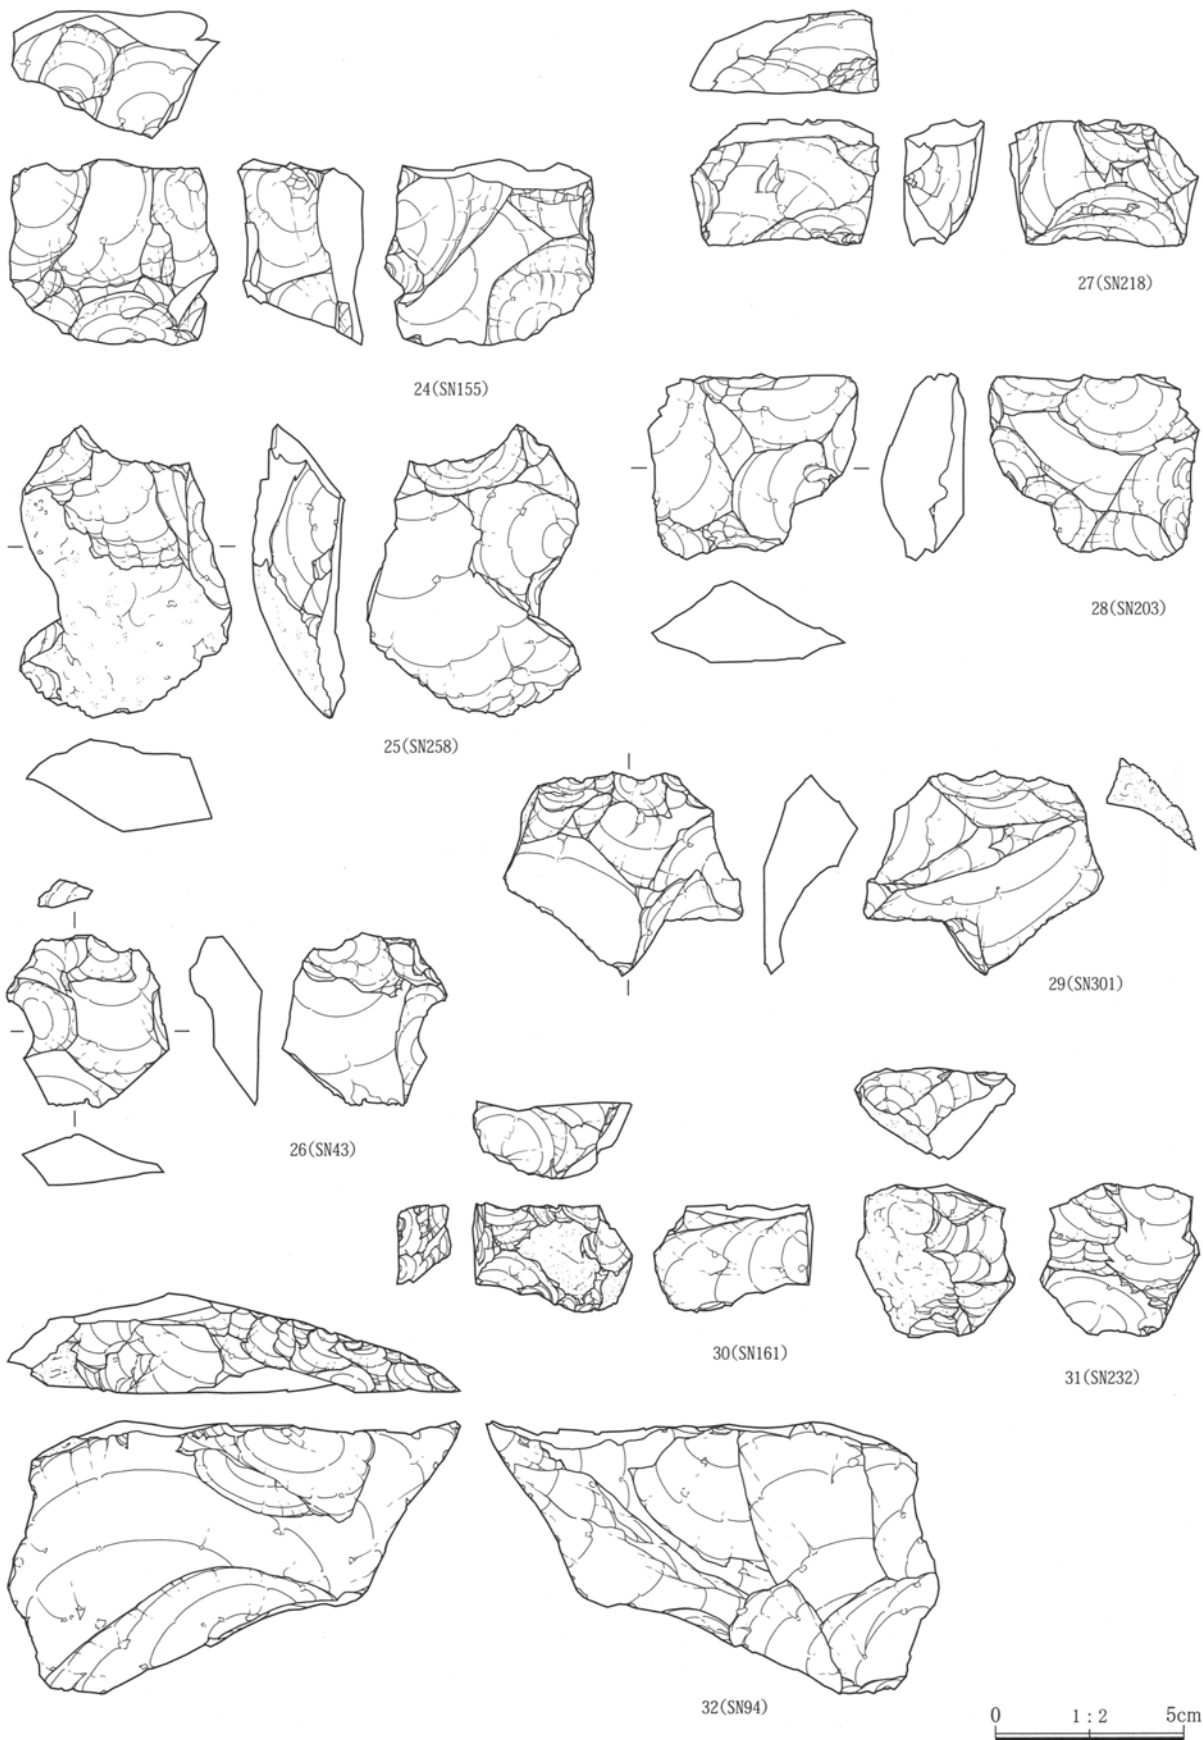 27(SN218)
24(SN155)
28(SN203)
25(SN258)
29(SN301)
26(SN43)
30(SN161)
31(SN232)
32(SN94)
0 1:2 5cm